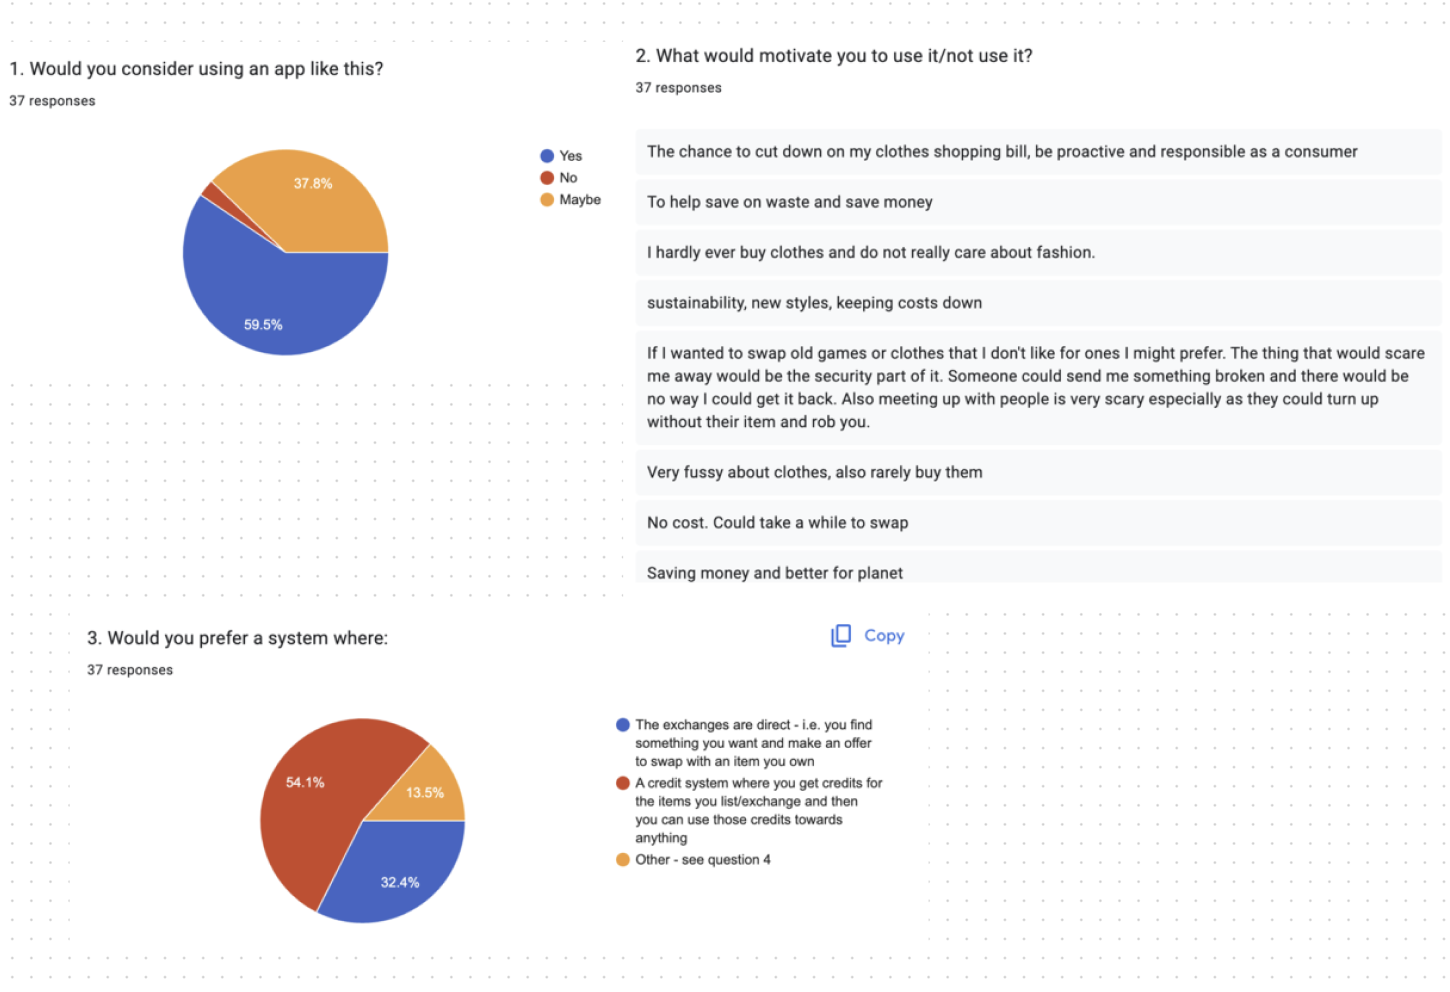 1. Would you consider using an app like this?
37 responses
37.8%
59.5%
Yes
No
Maybe
2. What would motivate you to use it/not use it?
37 responses
The chance to cut down on my clothes shopping bill, be proactive and responsible as a consumer
To help save on waste and save money
I hardly ever buy clothes and do not really care about fashion.
sustainability, new styles, keeping costs down
If I wanted to swap old games or clothes that I don't like for ones I might prefer. The thing that would scare
me away would be the security part of it. Someone could send me something broken and there would be
no way I could get it back. Also meeting up with people is very scary especially as they could turn up
without their item and rob you.
Very fussy about clothes, also rarely buy them
No cost. Could take a while to swap
Saving money and better for planet
3. Would you prefer a system where:
Copy
37 responses
54.1%
13.5%
32.4%
The exchanges are direct - i.e. you find
something you want and make an offer
to swap with an item you own
A credit system where you get credits for
the items you list/exchange and then
you can use those credits towards
anything
Other - see question 4